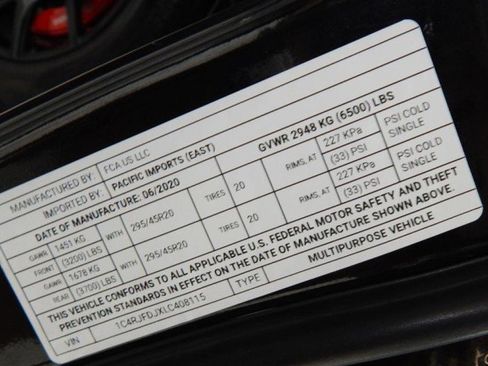 MANUFACTURED BY: FCA US LLC
IMPORTED BY: PACIFIC IMPORTS (EAST)
DATE OF MANUFACTURE: 06/2020 GVWR 2948 KG (6500) LBS
GAWR 1451 KG WITH 295/45R20 TIRES 20 RIMS, AT 227 KPa PSI COLD
FRONT (3200) LBS (33) PSI SINGLE
GAWR 1678 KG WITH 295/45R20 TIRES 20 RIMS, AT 227 KPa PSI COLD
REAR (3700) LBS (33) PSI SINGLE
THIS VEHICLE CONFORMS TO ALL APPLICABLE U.S. FEDERAL MOTOR SAFETY AND THEFT
PREVENTION STANDARDS IN EFFECT ON THE DATE OF MANUFACTURE SHOWN ABOVE.
VIN 1C4RJFDJXLC408115 TYPE MULTIPURPOSE VEHICLE